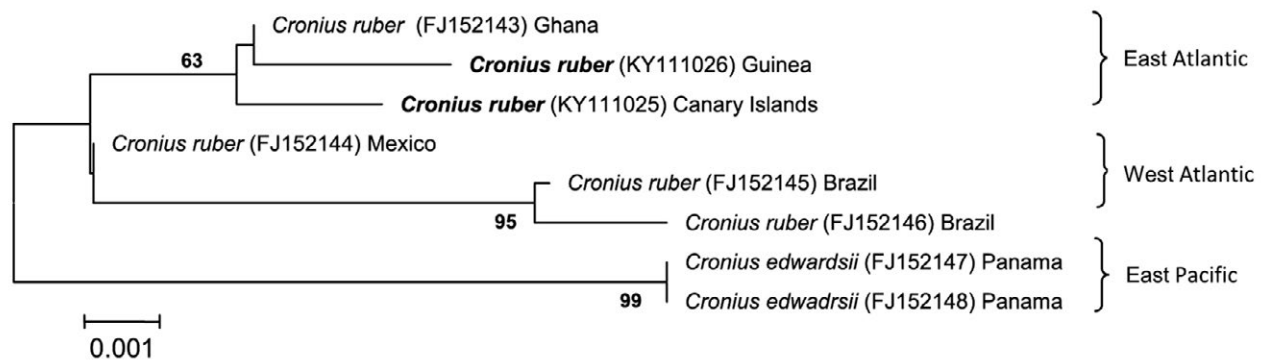 Cronius ruber (FJ152143) Ghana
63
Cronius ruber (KY111026) Guinea
East Atlantic
Cronius ruber (KY111025) Canary Islands
Cronius ruber (FJ152144) Mexico
Cronius ruber (FJ152145) Brazil
West Atlantic
95
Cronius ruber (FJ152146) Brazil
Cronius edwardsii (FJ152147) Panama
East Pacific
99
Cronius edwadrsii (FJ152148) Panama
0.001